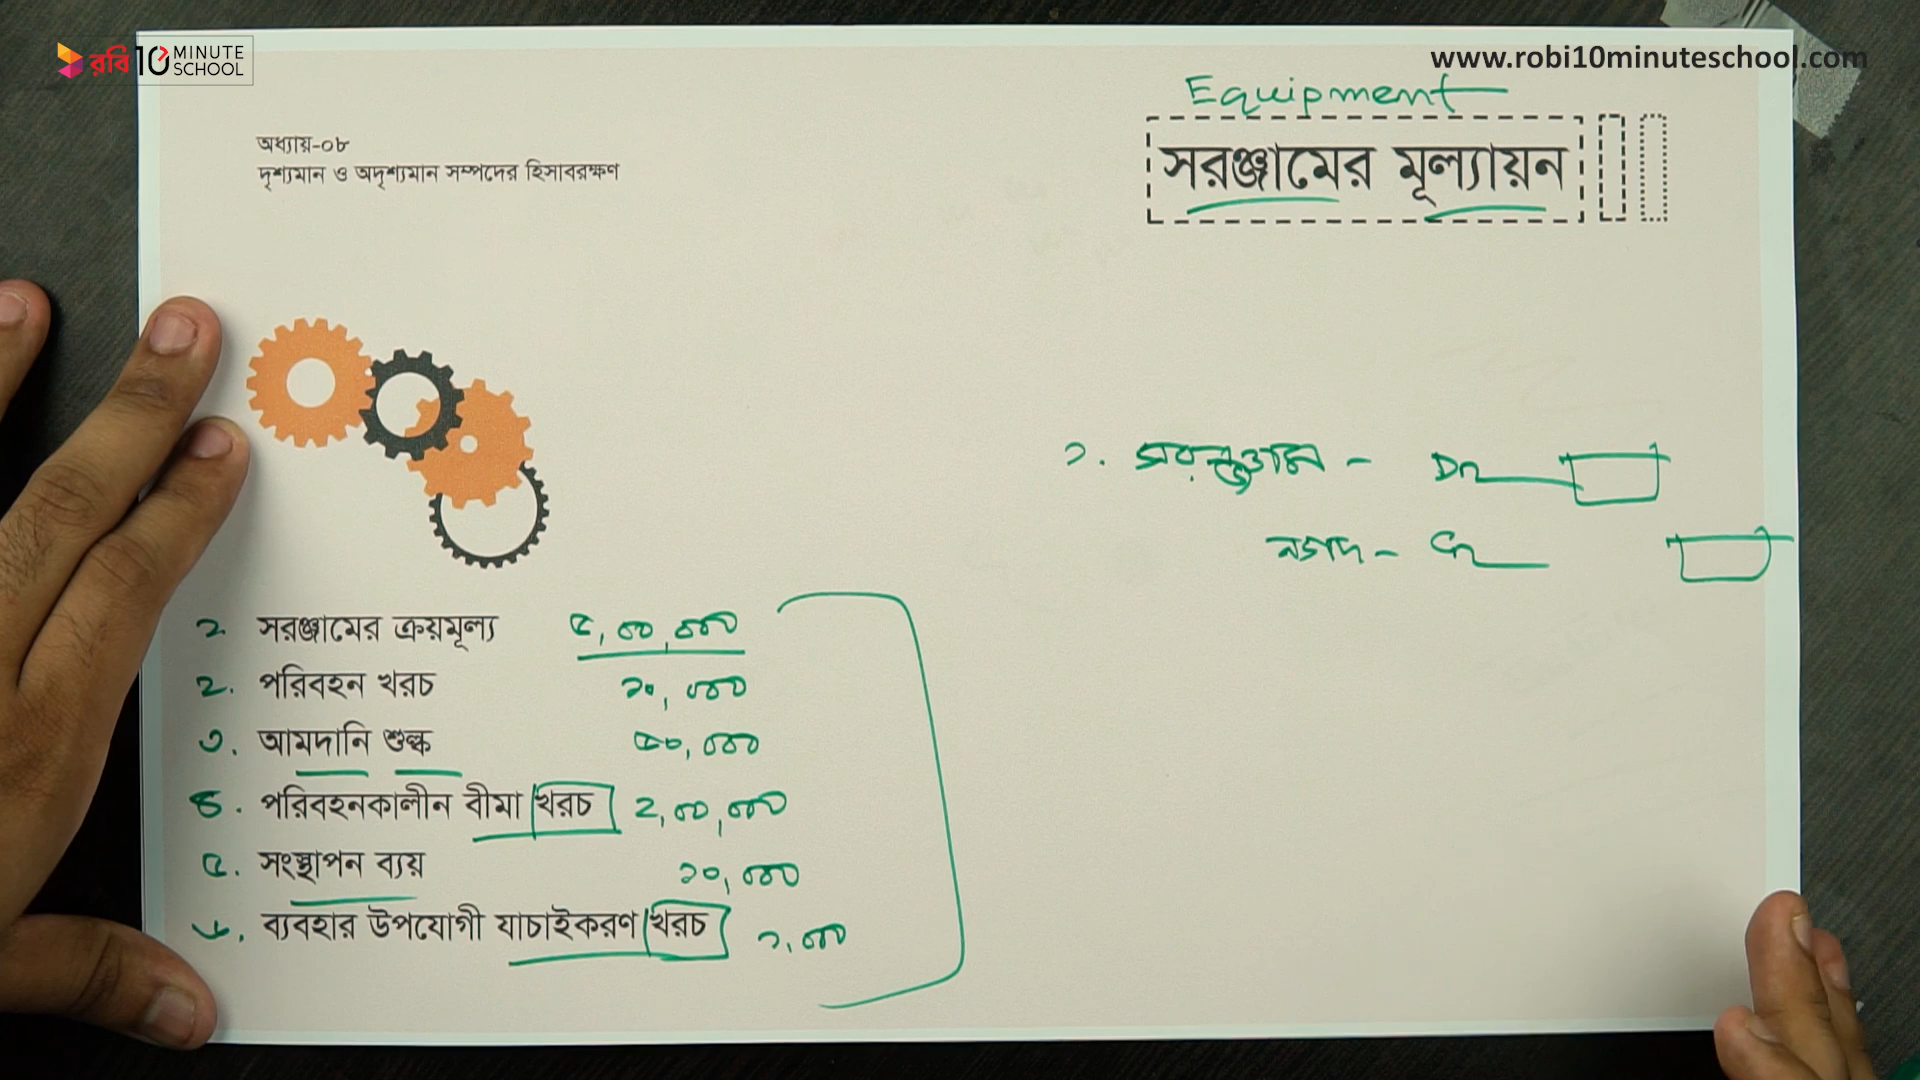 রবি 10 MINUTE SCHOOL
www.robi10minuteschool.com
Equipment
সরঞ্জামের মূল্যায়ন
অধ্যায়-০৮
দৃশ্যমান ও অদৃশ্যমান সম্পদের হিসাবরক্ষণ
১. সরঞ্জাম - Dr
নগদ - Cr
১. সরঞ্জামের ক্রয়মূল্য ৫,০০,০০০
২. পরিবহন খরচ ১০,০০০
৩. আমদানি শুল্ক ৫০,০০০
৪. পরিবহনকালীন বীমা খরচ ২,০০,০০০
৫. সংস্থাপন ব্যয় ১০,০০০
৬. ব্যবহার উপযোগী যাচাইকরণ খরচ ১,০০০